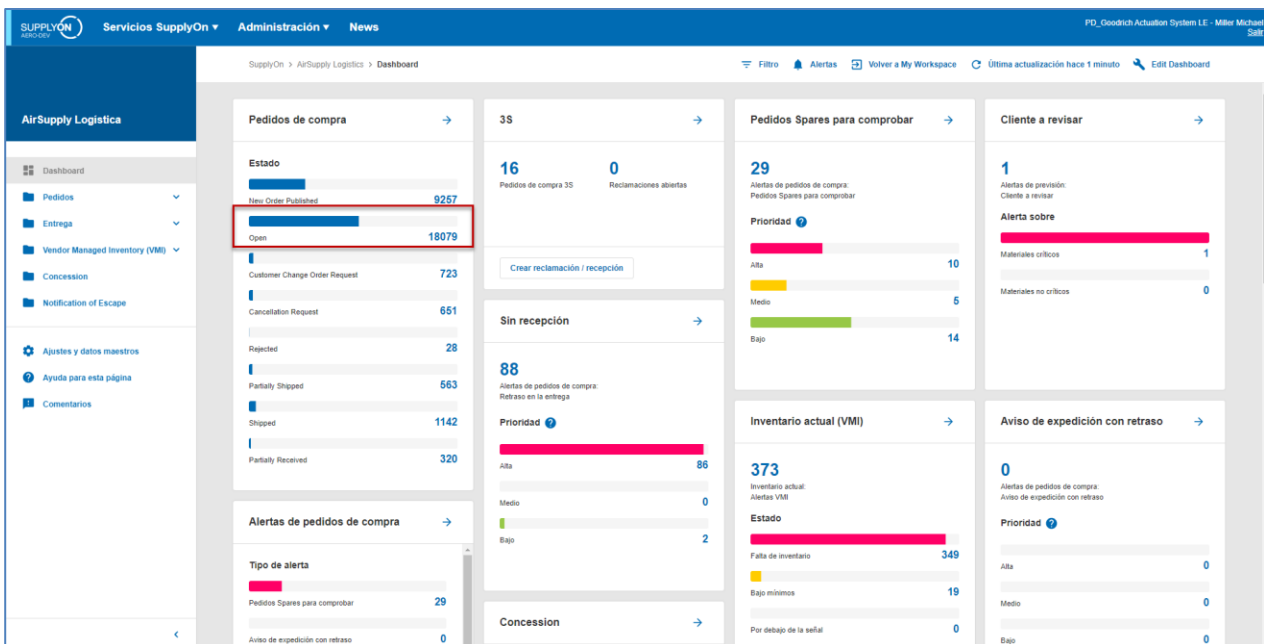 SUPPLYON
AERO-DEV
Servicios SupplyOn
Administración
News
PD_Goodrich Actuation System LE - Miller Michael
Salir
SupplyOn > AirSupply Logistics > Dashboard
Filtro
Alertas
Volver a My Workspace
Última actualización hace 1 minuto
Edit Dashboard
AirSupply Logistica
Dashboard
Pedidos
Entrega
Vendor Managed Inventory (VMI)
Concession
Notification of Escape
Ajustes y datos maestros
Ayuda para esta página
Comentarios
Pedidos de compra
Estado
New Order Published 9257
Open 18079
Customer Change Order Request 723
Cancellation Request 651
Rejected 28
Partially Shipped 563
Shipped 1142
Partially Received 320
Alertas de pedidos de compra
Tipo de alerta
Pedidos Spares para comprobar 29
Aviso de expedición con retraso 0
3S
16 0
Pedidos de compra 3S Reclamaciones abiertas
Crear reclamación / recepción
Sin recepción
88
Alertas de pedidos de compra:
Retraso en la entrega
Prioridad ?
Alta 86
Medio 0
Bajo 2
Concession
Pedidos Spares para comprobar
29
Alertas de pedidos de compra:
Pedidos Spares para comprobar
Prioridad ?
Alta 10
Medio 5
Bajo 14
Inventario actual (VMI)
373
Inventario actual:
Alertas VMI
Estado
Falta de inventario 349
Bajo mínimos 19
Por debajo de la señal 0
Cliente a revisar
1
Alertas de previsión:
Cliente a revisar
Alerta sobre
Materiales críticos 1
Materiales no críticos 0
Aviso de expedición con retraso
0
Alertas de pedidos de compra:
Aviso de expedición con retraso
Prioridad ?
Alta 0
Medio 0
Bajo 0